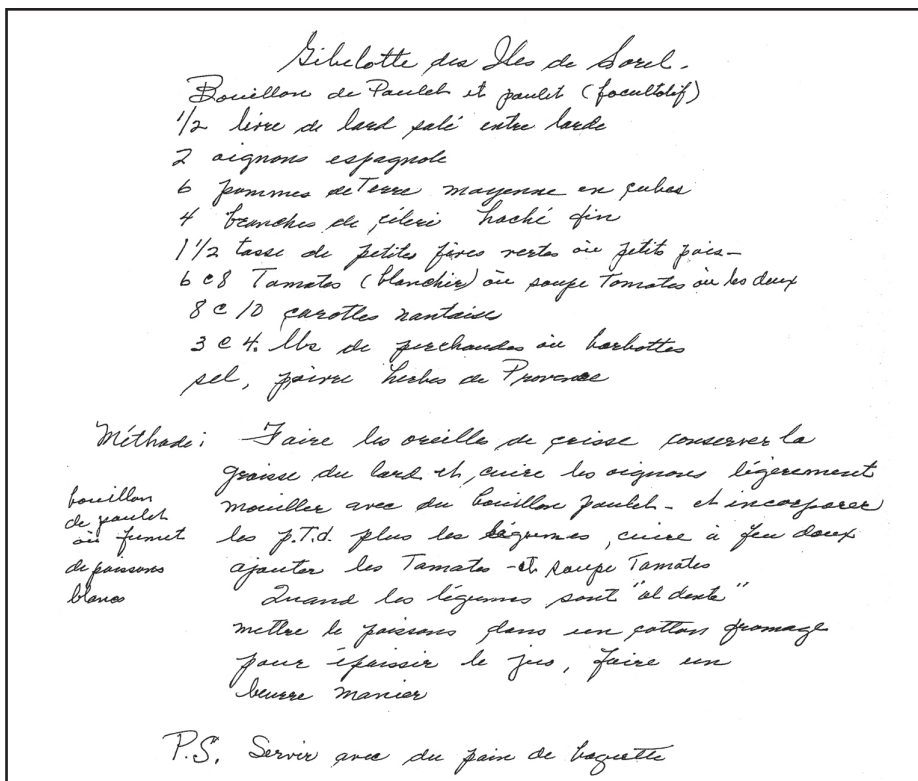 Gibelotte des Iles de Sorel.
Bouillon de Poulet et poulet (facultatif)
1/2 livre de lard salé entre larde
2 oignons espagnole
6 pommes de Terre moyenne en cubes
4 branches de céleri haché fin
1 1/2 tasse de petites fèves vertes ou petit pois-
6 @ 8 Tomates (blanchir) ou soupe Tomates ou les deux
8 @ 10 carottes nantaise
3 @ 4. lbs de perchaudes ou barbottes
sel, poivre herbes de Provence
Méthode: Faire les oreille de crisse conserver la
graisse du lard et cuire les oignons légèrement
mouiller avec du bouillon poulet - et incorporer
les p.T.d. plus les légumes, cuire à feu doux
ajouter les Tomates - et soupe Tomates
Quand les légumes sont "al dente"
mettre le poissons dans un cotton fromage
pour épaissir le jus, faire un
beurre manier
bouillon
de poulet
ou fumet
de poissons
blancs
P.S. Servir avec du pain de baguette